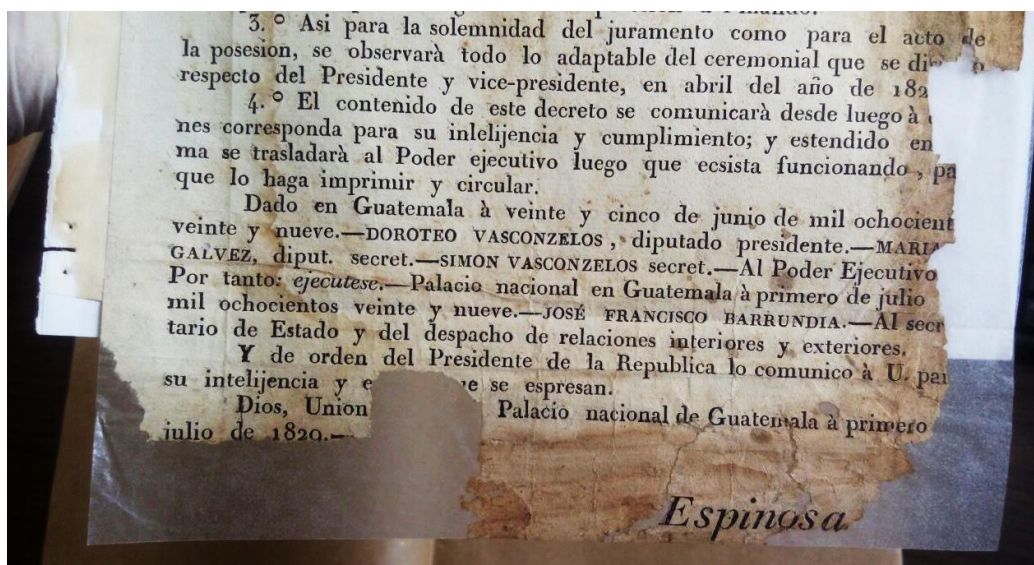 3.º Asi para la solemnidad del juramento como para el acto de
la posesion, se observarà todo lo adaptable del ceremonial que se
respecto del Presidente y vice-presidente, en abril del año de 182
4.º El contenido de este decreto se comunicarà desde luego à
nes corresponda para su inlelijencia y cumplimiento; y estendido en
ma se trasladarà al Poder ejecutivo luego que ecsista funcionando, pa
que lo haga imprimir y circular.
Dado en Guatemala à veinte y cinco de junio de mil ochocient
veinte y nueve.—DOROTEO VASCONZELOS, diputado presidente.—MARIA
GALVEZ, diput. secret.—SIMON VASCONZELOS secret.—Al Poder Ejecutivo
Por tanto: ejecutese.—Palacio nacional en Guatemala à primero de julio
mil ochocientos veinte y nueve.—JOSÉ FRANCISCO BARRUNDIA.—Al secr
tario de Estado y del despacho de relaciones interiores y exteriores.
Y de orden del Presidente de la Republica lo comunico à U. par
su intelijencia y e se espresan.
Dios, Union Palacio nacional de Guatemala à primero
julio de 1829.—
Espinosa